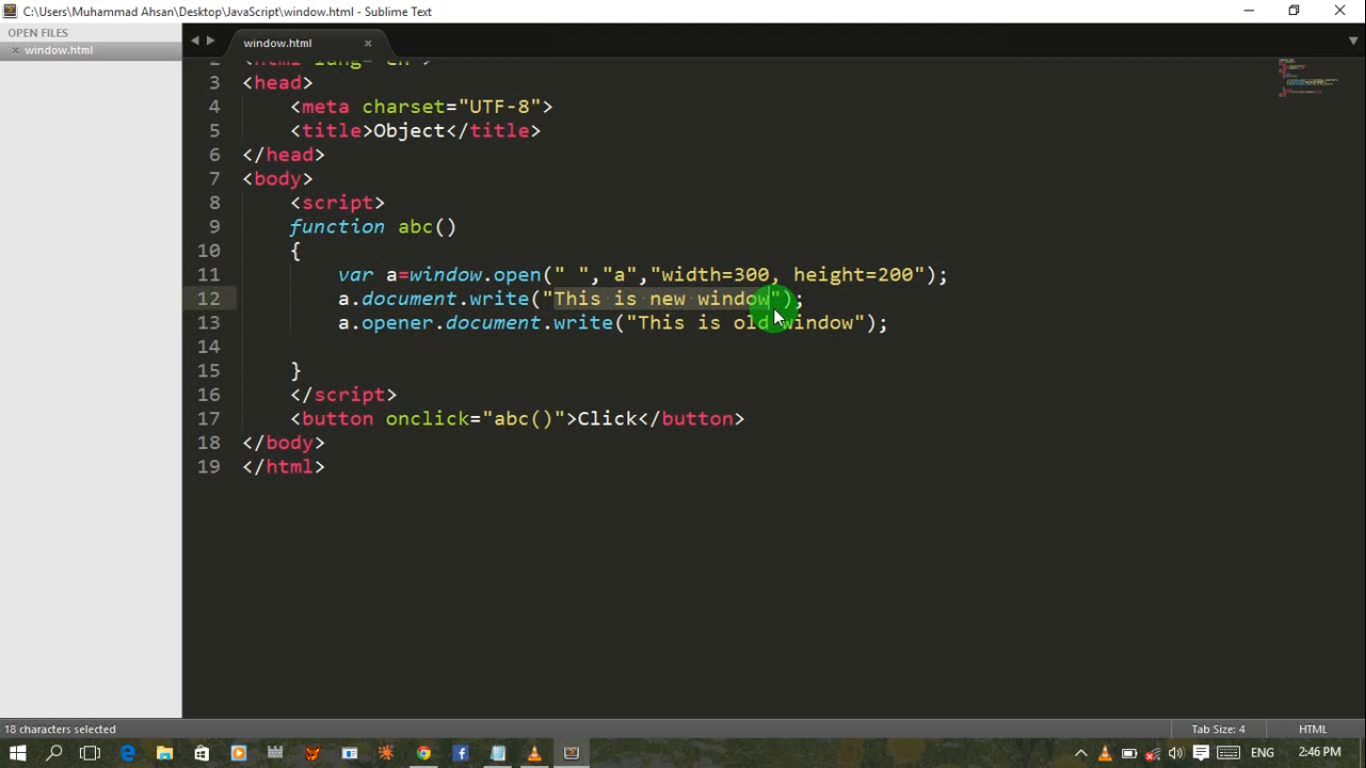 C:\Users\Muhammad Ahsan\Desktop\JavaScript\window.html - Sublime Text
OPEN FILES
window.html
window.html
3 <head>
4 <meta charset="UTF-8">
5 <title>Object</title>
6 </head>
7 <body>
8 <script>
9 function abc()
10 {
11 var a=window.open(" ","a","width=300, height=200");
12 a.document.write("This is new window");
13 a.opener.document.write("This is old window");
14
15 }
16 </script>
17 <button onclick="abc()">Click</button>
18 </body>
19 </html>
18 characters selected
Tab Size: 4
HTML
ENG
2:46 PM